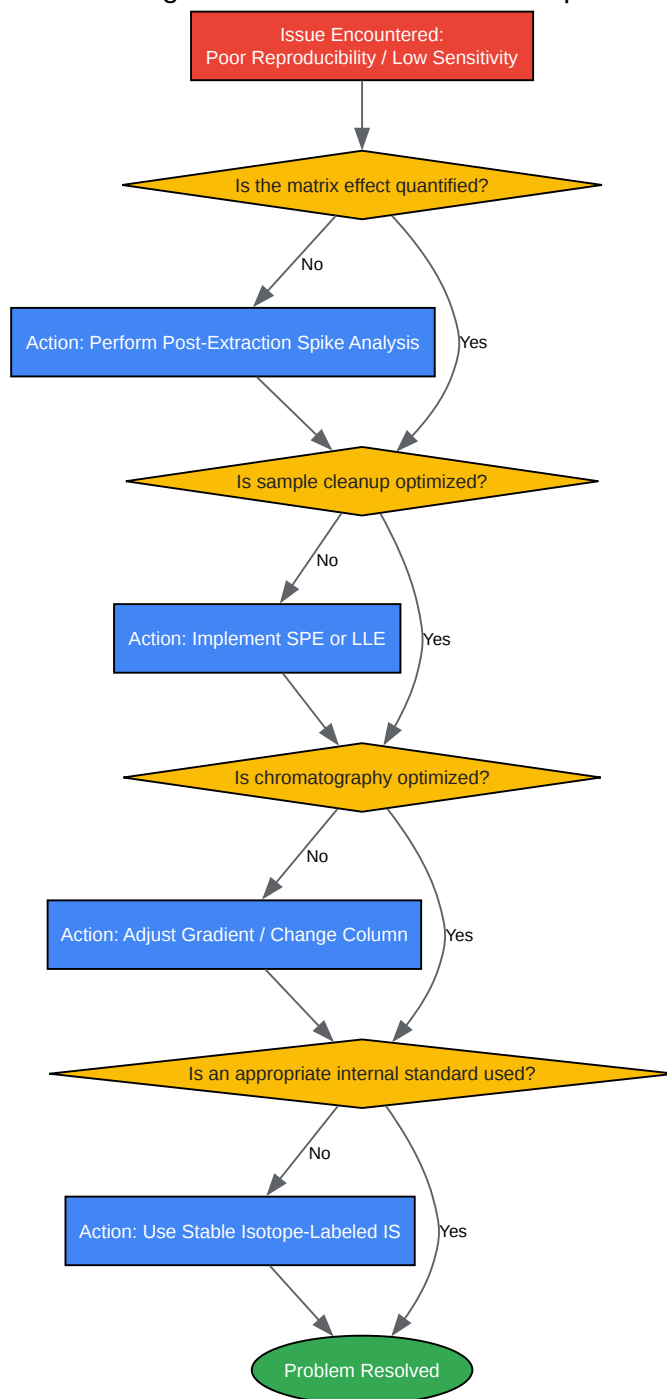 Issue Encountered:
Poor Reproducibility / Low Sensitivity
Is the matrix effect quantified?
No
Action: Perform Post-Extraction Spike Analysis
Yes
Is sample cleanup optimized?
No
Action: Implement SPE or LLE
Yes
Is chromatography optimized?
No
Action: Adjust Gradient / Change Column
Yes
Is an appropriate internal standard used?
No
Action: Use Stable Isotope-Labeled IS
Yes
Problem Resolved